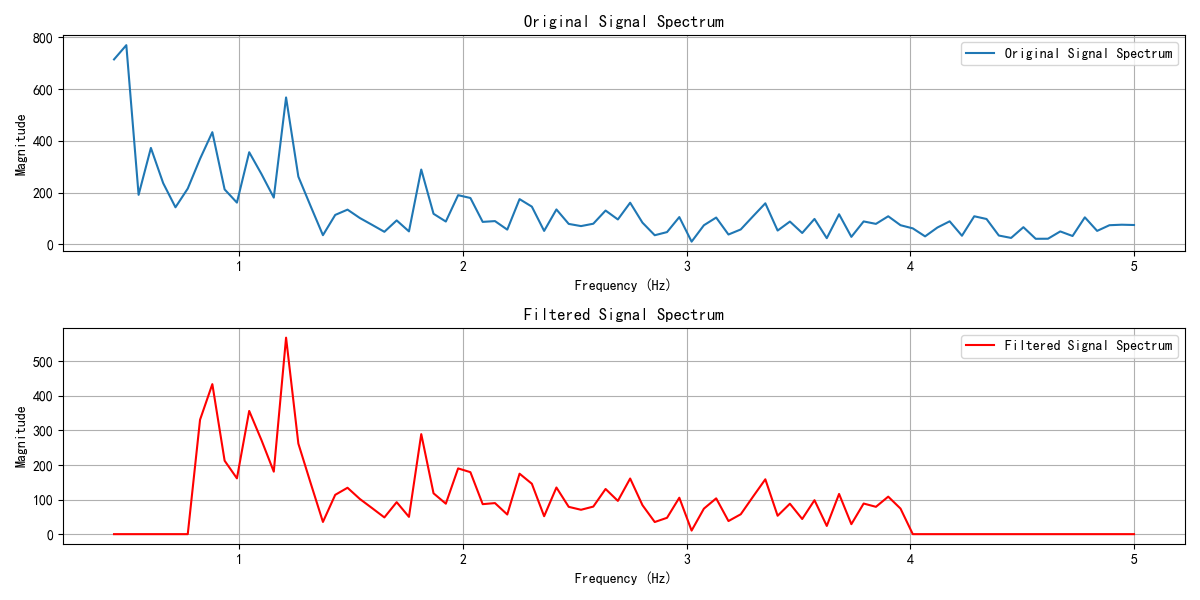 Original Signal Spectrum
800
600
400
200
0
Magnitude
Original Signal Spectrum
1 2 3 4 5
Frequency (Hz)
Filtered Signal Spectrum
500
400
300
200
100
0
Magnitude
Filtered Signal Spectrum
1 2 3 4 5
Frequency (Hz)